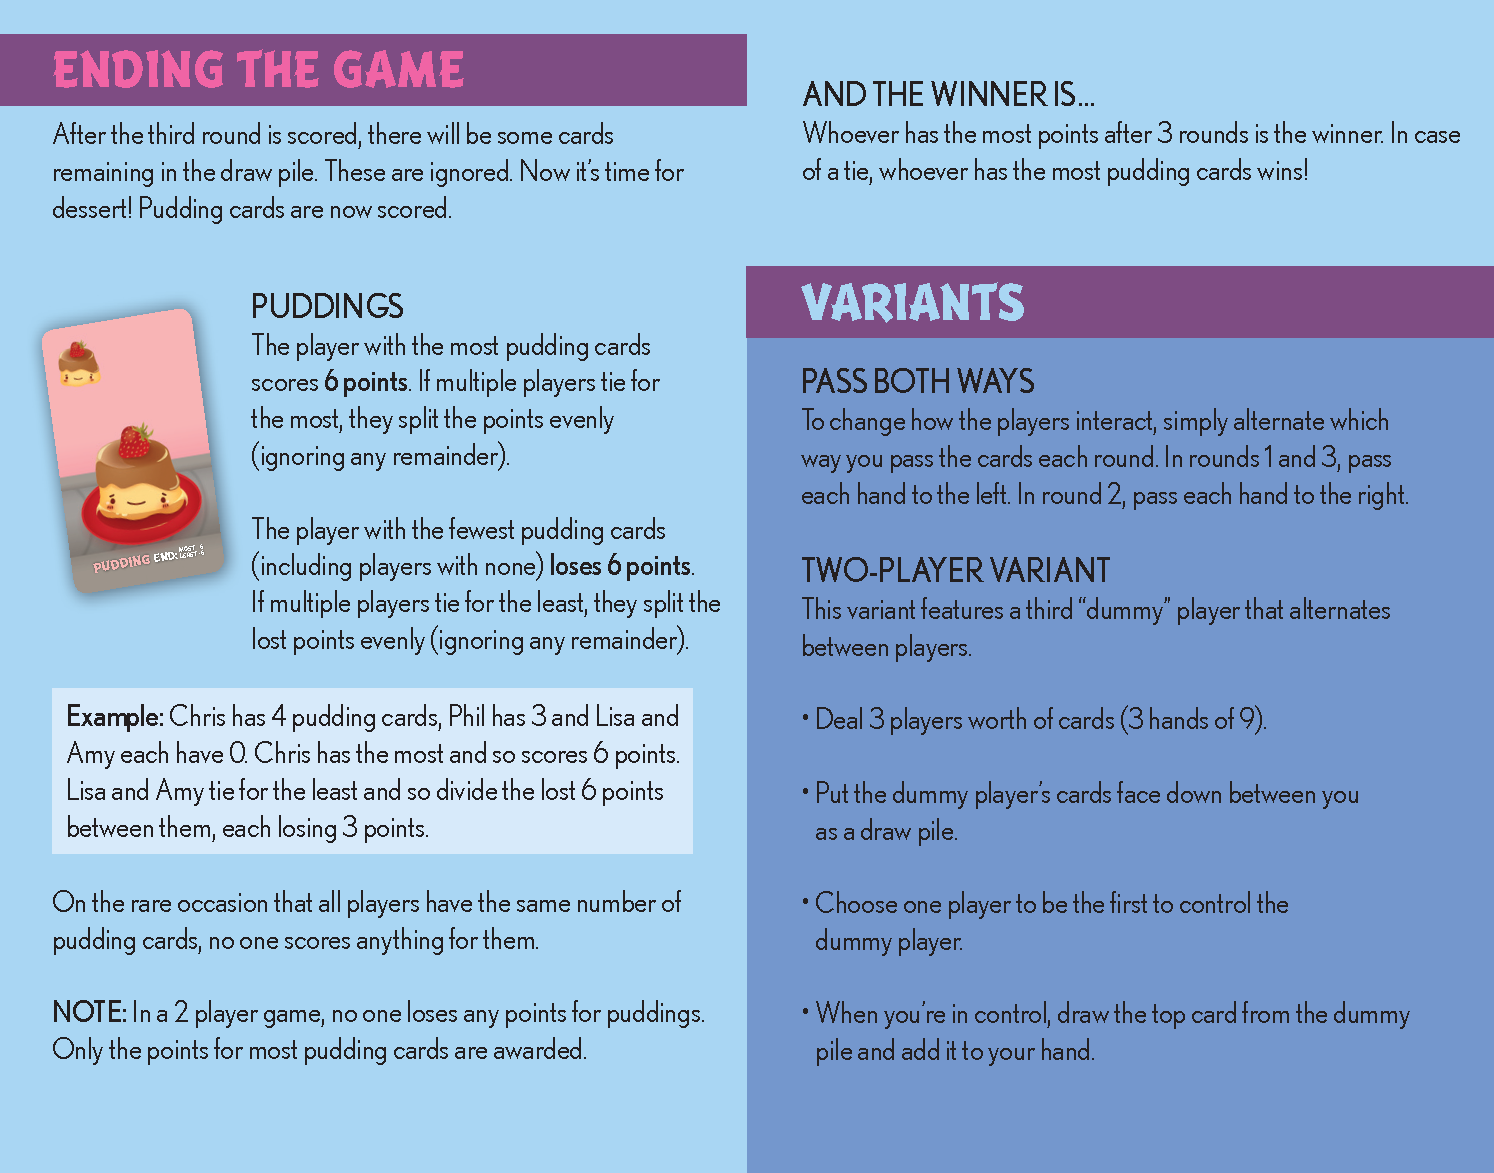 ENDING THE GAME
After the third round is scored, there will be some cards
remaining in the draw pile. These are ignored. Now it's time for
dessert! Pudding cards are now scored.
PUDDINGS
The player with the most pudding cards
scores 6 points. If multiple players tie for
the most, they split the points evenly
(ignoring any remainder).
The player with the fewest pudding cards
(including players with none) loses 6 points.
If multiple players tie for the least, they split the
lost points evenly (ignoring any remainder).
PUDDING END: MOST 6
LEAST -6
Example: Chris has 4 pudding cards, Phil has 3 and Lisa and
Amy each have 0. Chris has the most and so scores 6 points.
Lisa and Amy tie for the least and so divide the lost 6 points
between them, each losing 3 points.
On the rare occasion that all players have the same number of
pudding cards, no one scores anything for them.
NOTE: In a 2 player game, no one loses any points for puddings.
Only the points for most pudding cards are awarded.
AND THE WINNER IS...
Whoever has the most points after 3 rounds is the winner. In case
of a tie, whoever has the most pudding cards wins!
VARIANTS
PASS BOTH WAYS
To change how the players interact, simply alternate which
way you pass the cards each round. In rounds 1 and 3, pass
each hand to the left. In round 2, pass each hand to the right.
TWO-PLAYER VARIANT
This variant features a third “dummy” player that alternates
between players.
• Deal 3 players worth of cards (3 hands of 9).
• Put the dummy player's cards face down between you
as a draw pile.
• Choose one player to be the first to control the
dummy player.
• When you're in control, draw the top card from the dummy
pile and add it to your hand.